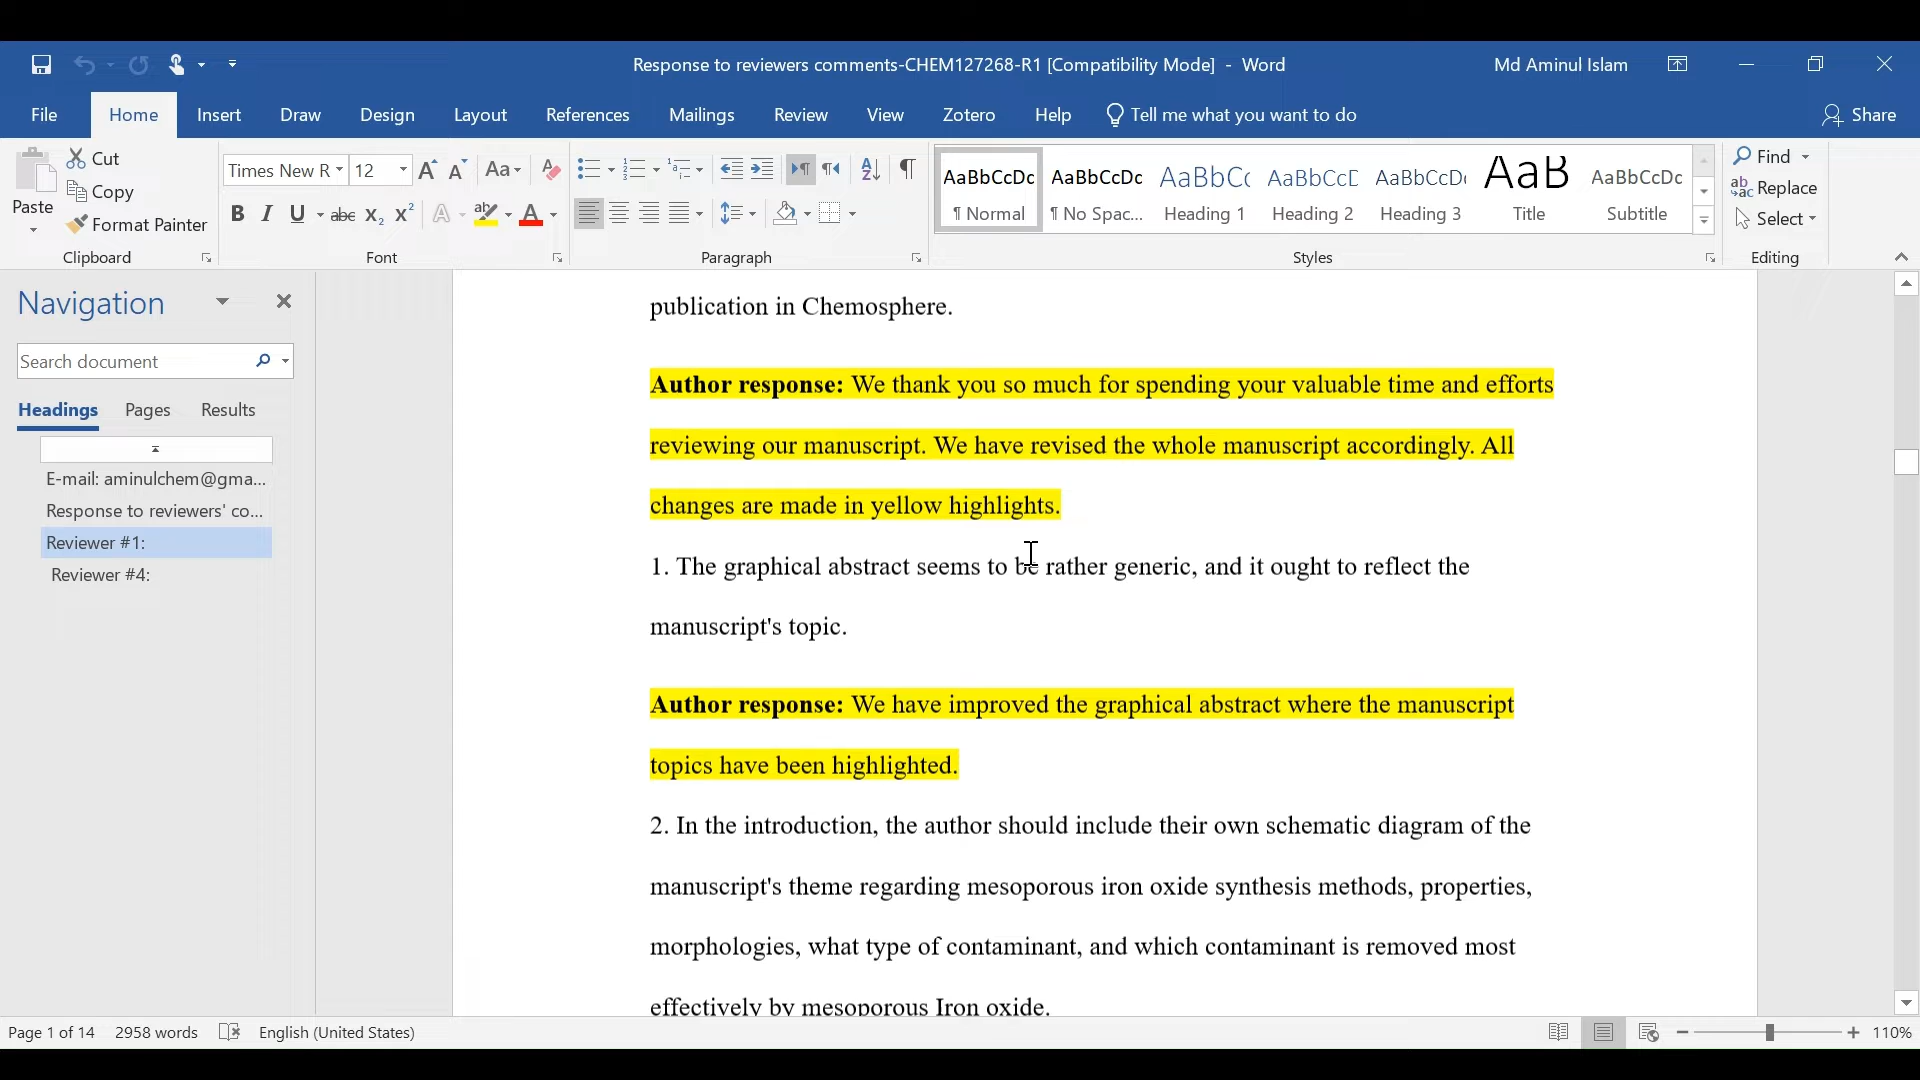 Response to reviewers comments-CHEM127268-R1 [Compatibility Mode] - Word
Md Aminul Islam
File Home Insert Draw Design Layout References Mailings Review View Zotero Help Tell me what you want to do Share
Paste
Cut
Copy
Format Painter
Clipboard
Times New R 12
Font
Paragraph
AaBbCcDc AaBbCcDc AaBbCc AaBbCcE AaBbCcDc AaB AaBbCcDc
¶ Normal ¶ No Spac... Heading 1 Heading 2 Heading 3 Title Subtitle
Styles
Find
Replace
Select
Editing
Navigation
Search document
Headings Pages Results
E-mail: aminulchem@gma...
Response to reviewers' co...
Reviewer #1:
Reviewer #4:
publication in Chemosphere.
Author response: We thank you so much for spending your valuable time and efforts
reviewing our manuscript. We have revised the whole manuscript accordingly. All
changes are made in yellow highlights.
1. The graphical abstract seems to be rather generic, and it ought to reflect the
manuscript's topic.
Author response: We have improved the graphical abstract where the manuscript
topics have been highlighted.
2. In the introduction, the author should include their own schematic diagram of the
manuscript's theme regarding mesoporous iron oxide synthesis methods, properties,
morphologies, what type of contaminant, and which contaminant is removed most
effectively by mesoporous Iron oxide.
Page 1 of 14 2958 words English (United States) 110%